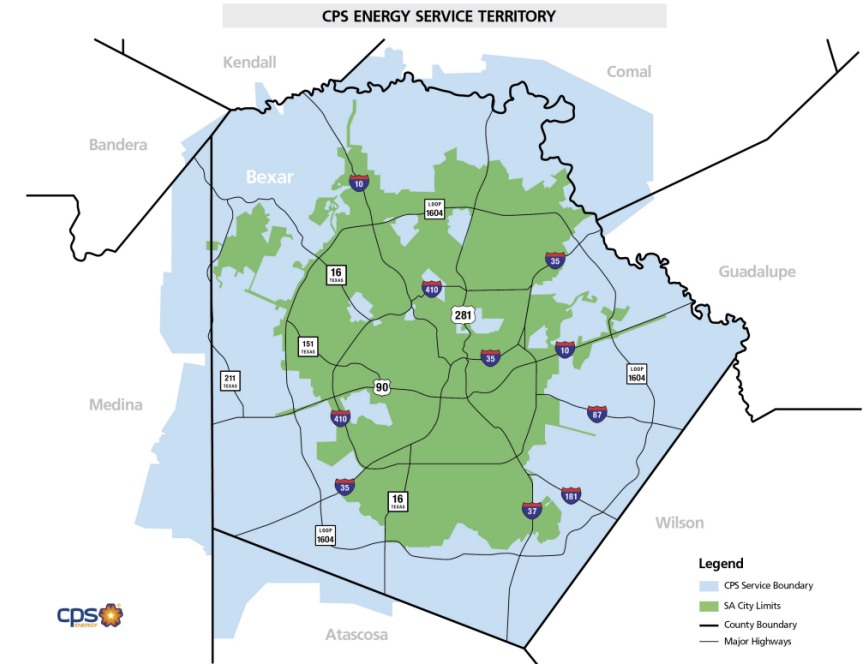 CPS ENERGY SERVICE TERRITORY
Kendall
Comal
Bandera
Bexar
10
LOOP
1604
35
16
TEXAS
410
Guadalupe
281
151
TEXAS
35
10
LOOP
1604
211
TEXAS
90
Medina
410
87
35
16
TEXAS
181
37
Wilson
LOOP
1604
Legend
CPS Service Boundary
SA City Limits
County Boundary
Major Highways
cps
ENERGY
Atascosa